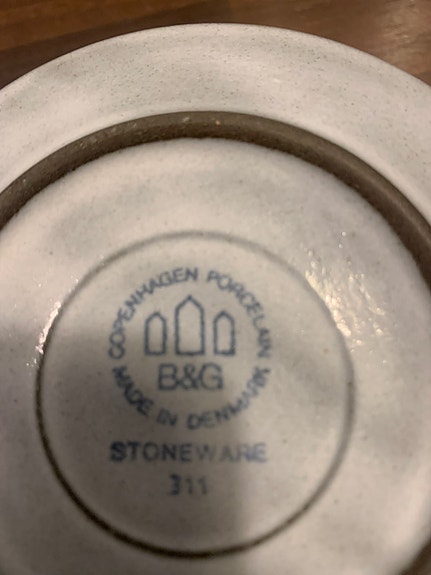 COPENHAGEN PORCELAIN
B&G
MADE IN DENMARK
STONEWARE
311